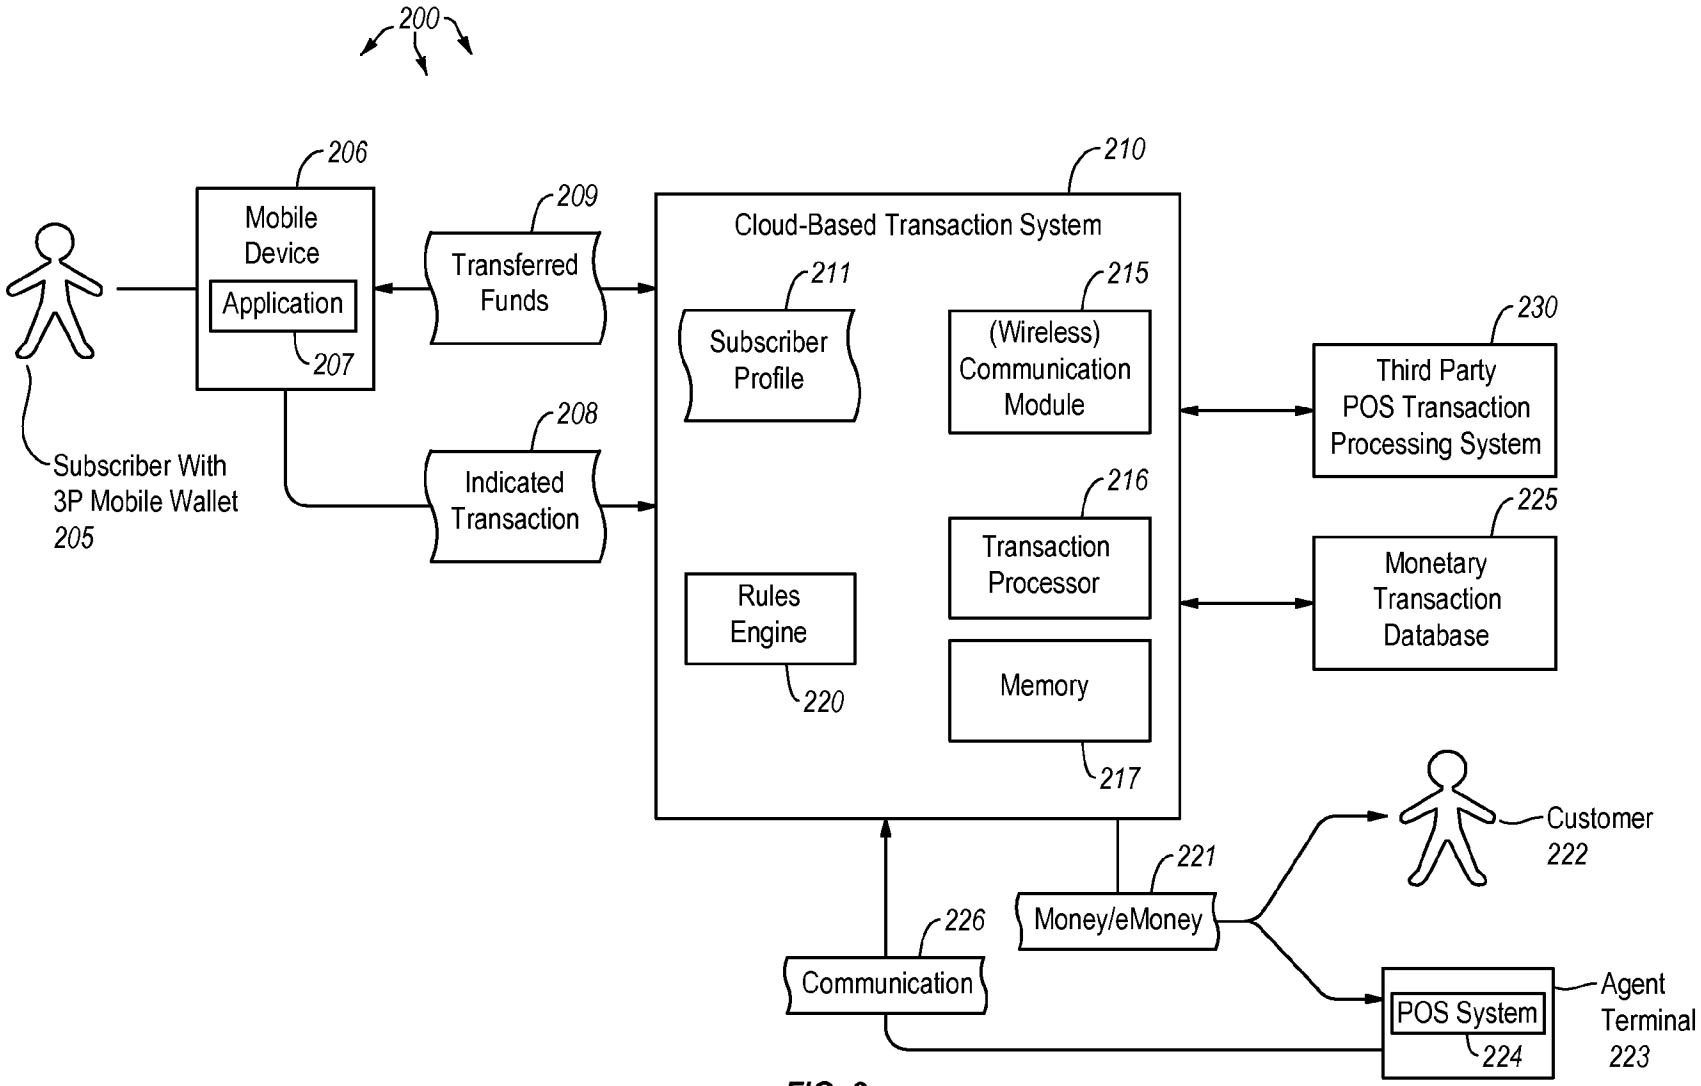 200
206
Mobile
Device
Application
207
209
Transferred
Funds
208
Indicated
Transaction
Subscriber With
3P Mobile Wallet
205
210
Cloud-Based Transaction System
211
Subscriber
Profile
215
(Wireless)
Communication
Module
216
Transaction
Processor
Rules
Engine
220
Memory
217
230
Third Party
POS Transaction
Processing System
225
Monetary
Transaction
Database
Customer
222
221
Money/eMoney
226
Communication
POS System
224
Agent
Terminal
223